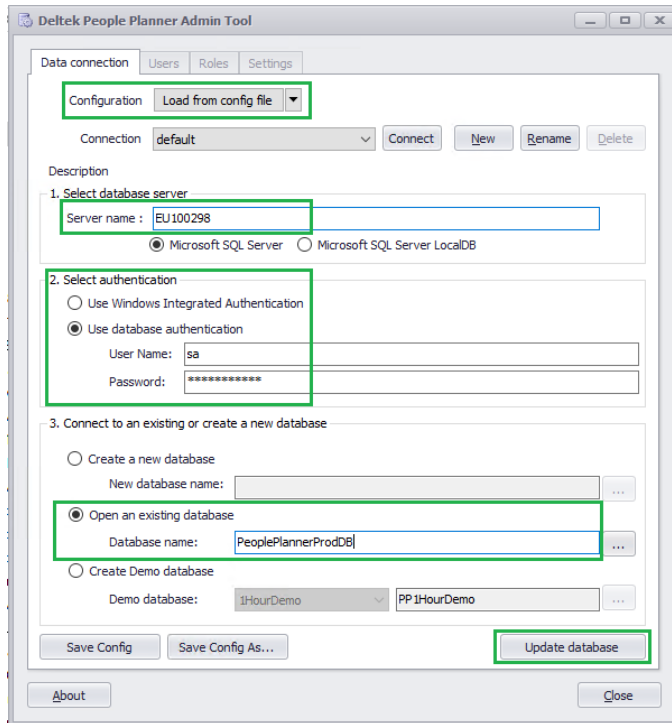 Deltek People Planner Admin Tool
Data connection Users Roles Settings
Configuration Load from config file
Connection default Connect New Rename Delete
Description
1. Select database server
Server name : EU100298
Microsoft SQL Server Microsoft SQL Server LocalDB
2. Select authentication
Use Windows Integrated Authentication
Use database authentication
User Name: sa
Password: ***********
3. Connect to an existing or create a new database
Create a new database
New database name: ...
Open an existing database
Database name: PeoplePlannerProdDB ...
Create Demo database
Demo database: 1HourDemo PP1HourDemo ...
Save Config Save Config As... Update database
About Close